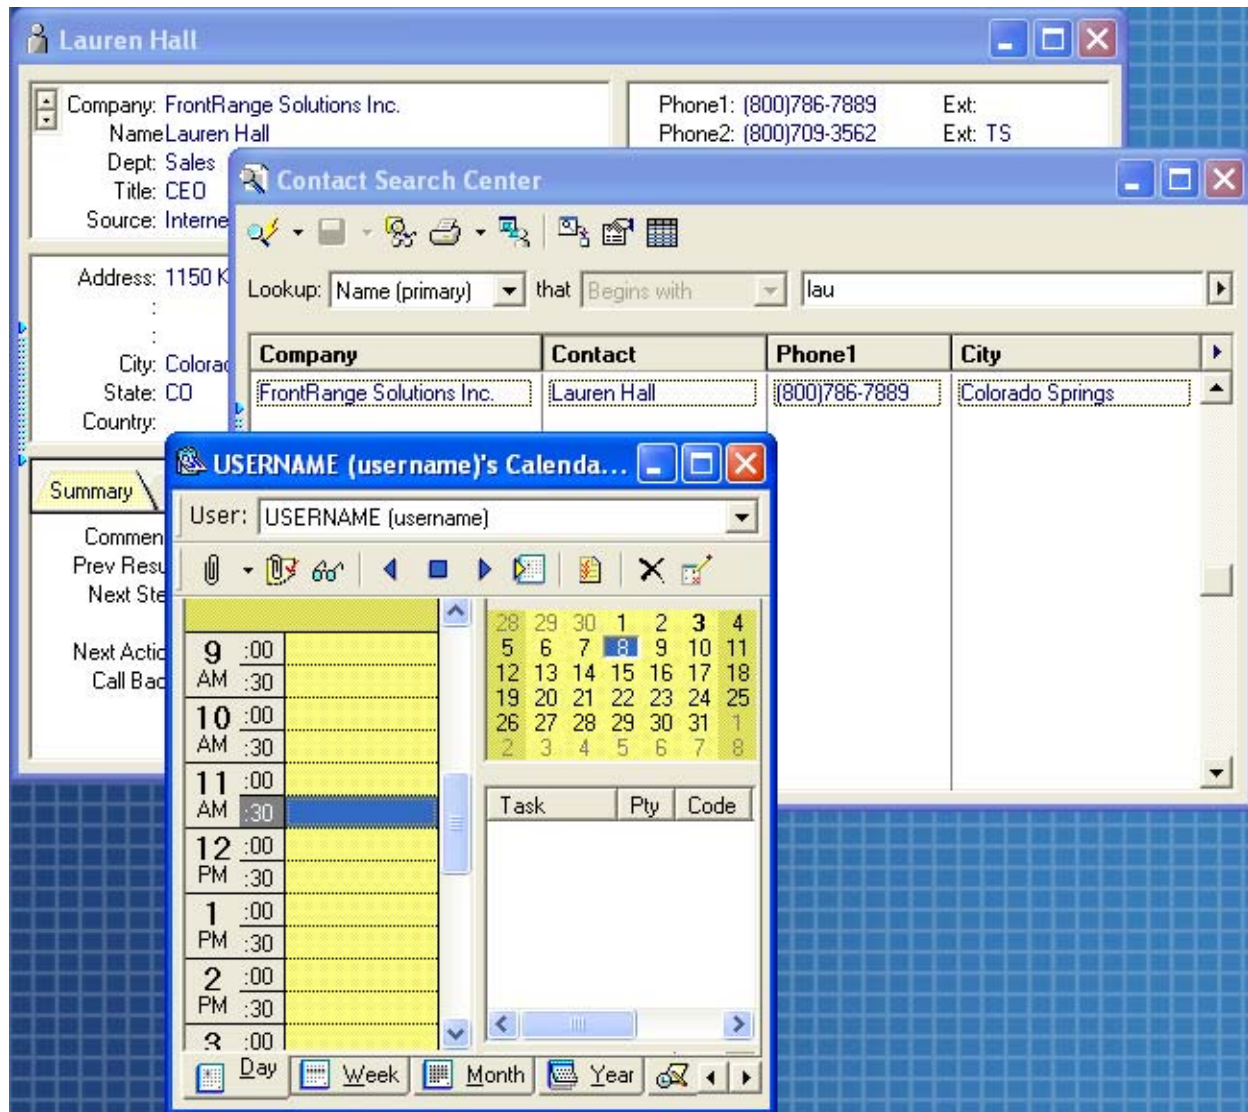 Lauren Hall
Company: FrontRange Solutions Inc.
Name Lauren Hall
Dept: Sales
Title: CEO
Source: Interne
Phone1: (800)786-7889 Ext:
Phone2: (800)709-3562 Ext: TS
Address: 1150 K
:
:
City: Colorad
State: CO
Country:
Summary
Commen
Prev Resu
Next Ste
Next Actio
Call Bac
Contact Search Center
Lookup: Name (primary) that Begins with lau
Company Contact Phone1 City
FrontRange Solutions Inc. Lauren Hall (800)786-7889 Colorado Springs
USERNAME (username)'s Calenda...
User: USERNAME (username)
9 :00
AM :30
10 :00
AM :30
11 :00
AM :30
12 :00
PM :30
1 :00
PM :30
2 :00
PM :30
3 :00
28 29 30 1 2 3 4
5 6 7 8 9 10 11
12 13 14 15 16 17 18
19 20 21 22 23 24 25
26 27 28 29 30 31 1
2 3 4 5 6 7 8
Task Pty Code
Day Week Month Year